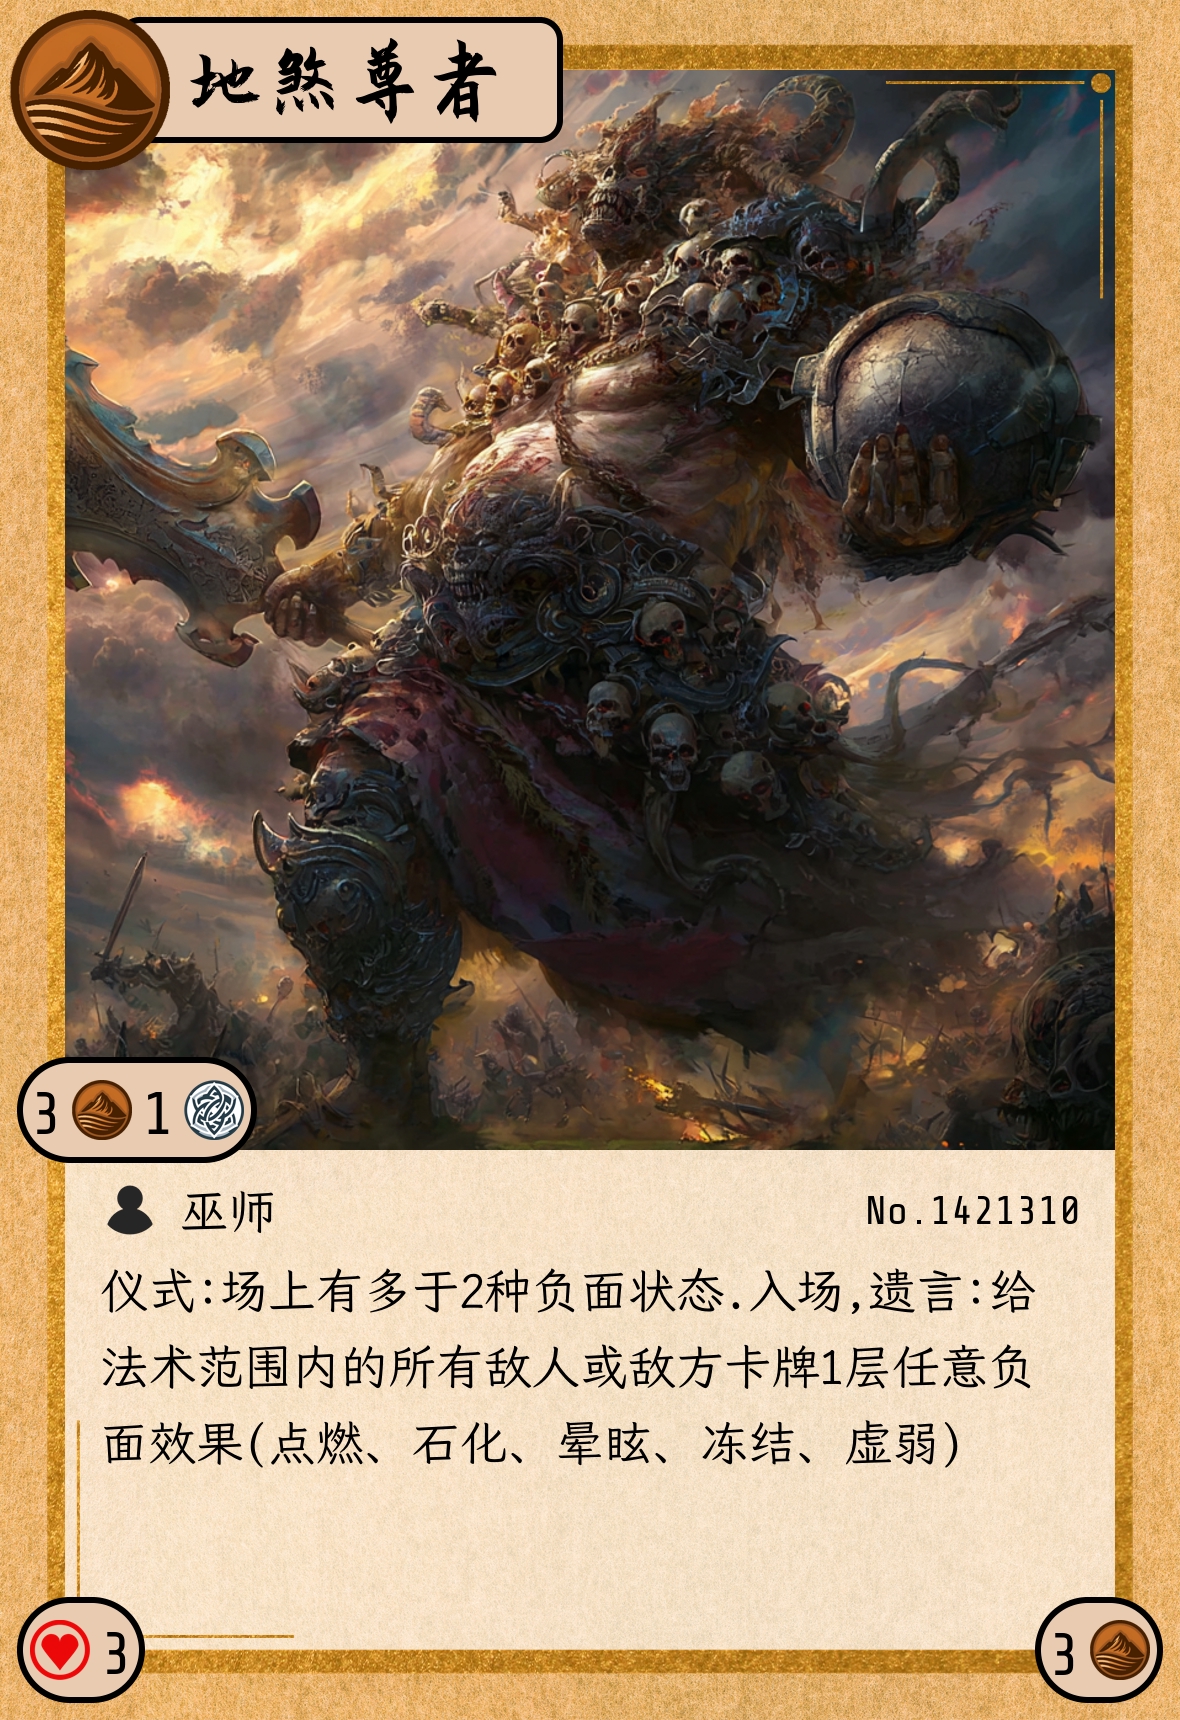 地煞尊者
3 1
巫师
No.1421310
仪式:场上有多于2种负面状态.入场,遗言:给
法术范围内的所有敌人或敌方卡牌1层任意负
面效果(点燃、石化、晕眩、冻结、虚弱)
3
3